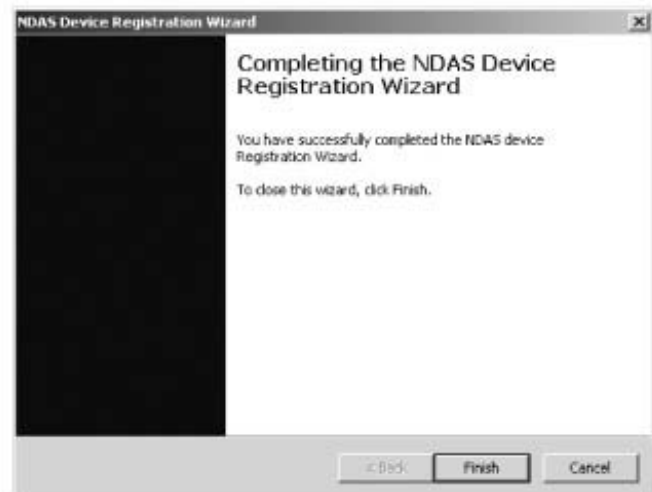 NDAS Device Registration Wizard
Completing the NDAS Device
Registration Wizard
You have successfully completed the NDAS device
Registration Wizard.
To close this wizard, click Finish.
< Back
Finish
Cancel